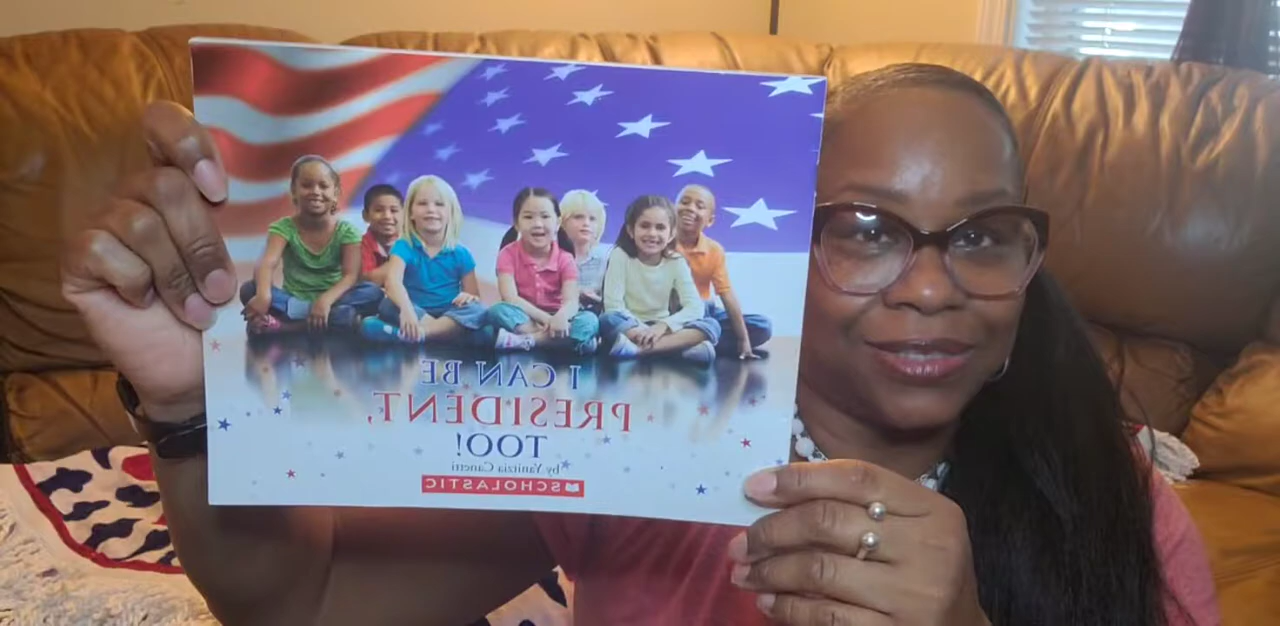 I CAN BE
PRESIDENT,
TOO!
by Yanitzia Canetti
SCHOLASTIC